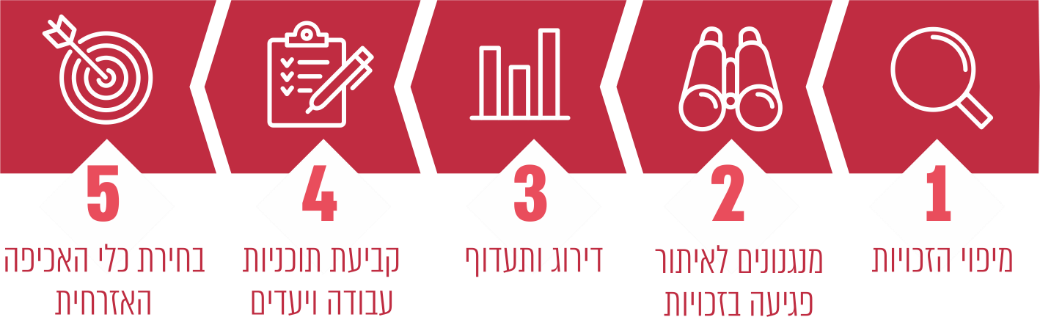 1
מיפוי הזכויות
2
מנגנונים לאיתור
פגיעה בזכויות
3
דירוג ותעדוף
4
קביעת תוכניות
עבודה ויעדים
5
בחירת כלי האכיפה
האזרחית